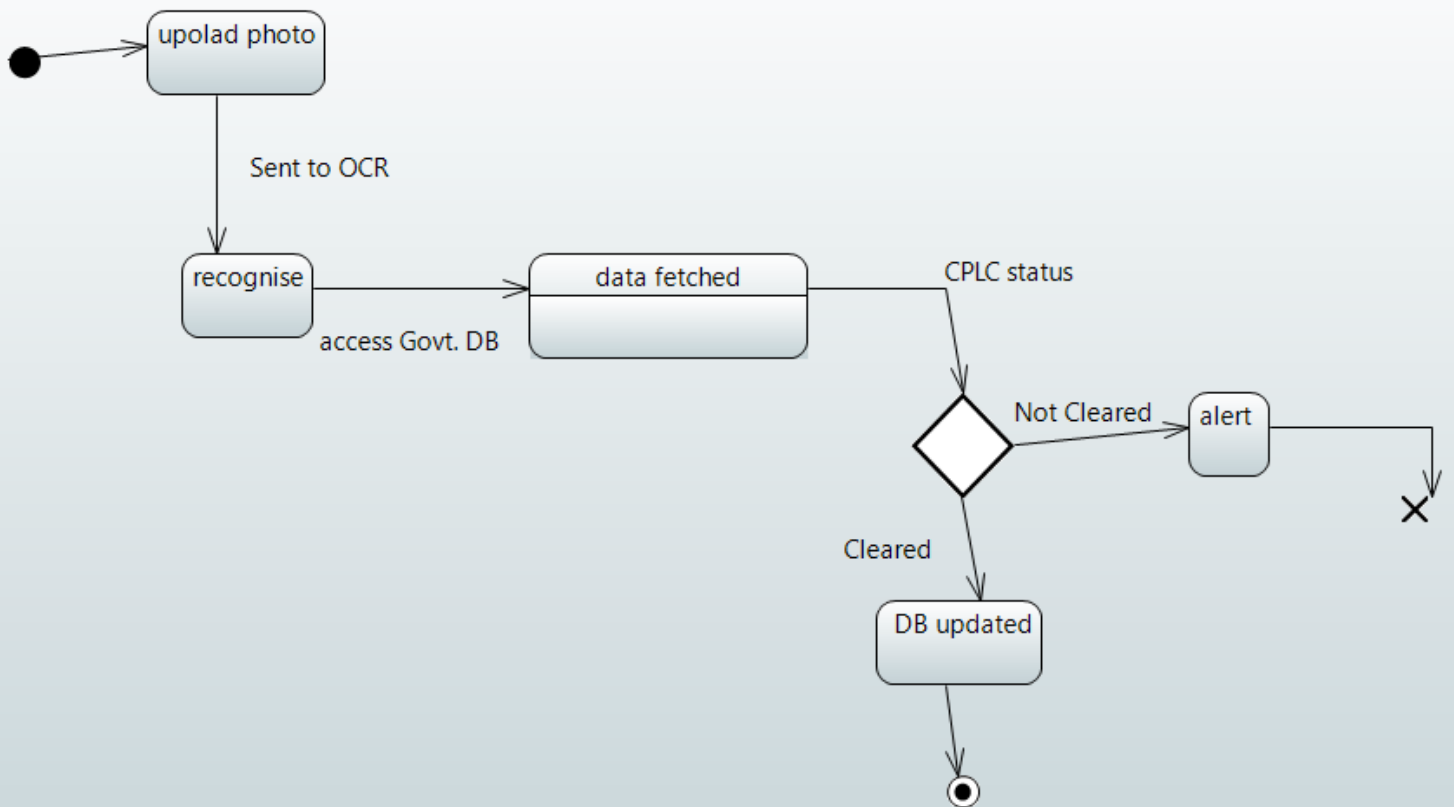 upolad photo
Sent to OCR
recognise
data fetched
CPLC status
access Govt. DB
Not Cleared
alert
Cleared
DB updated